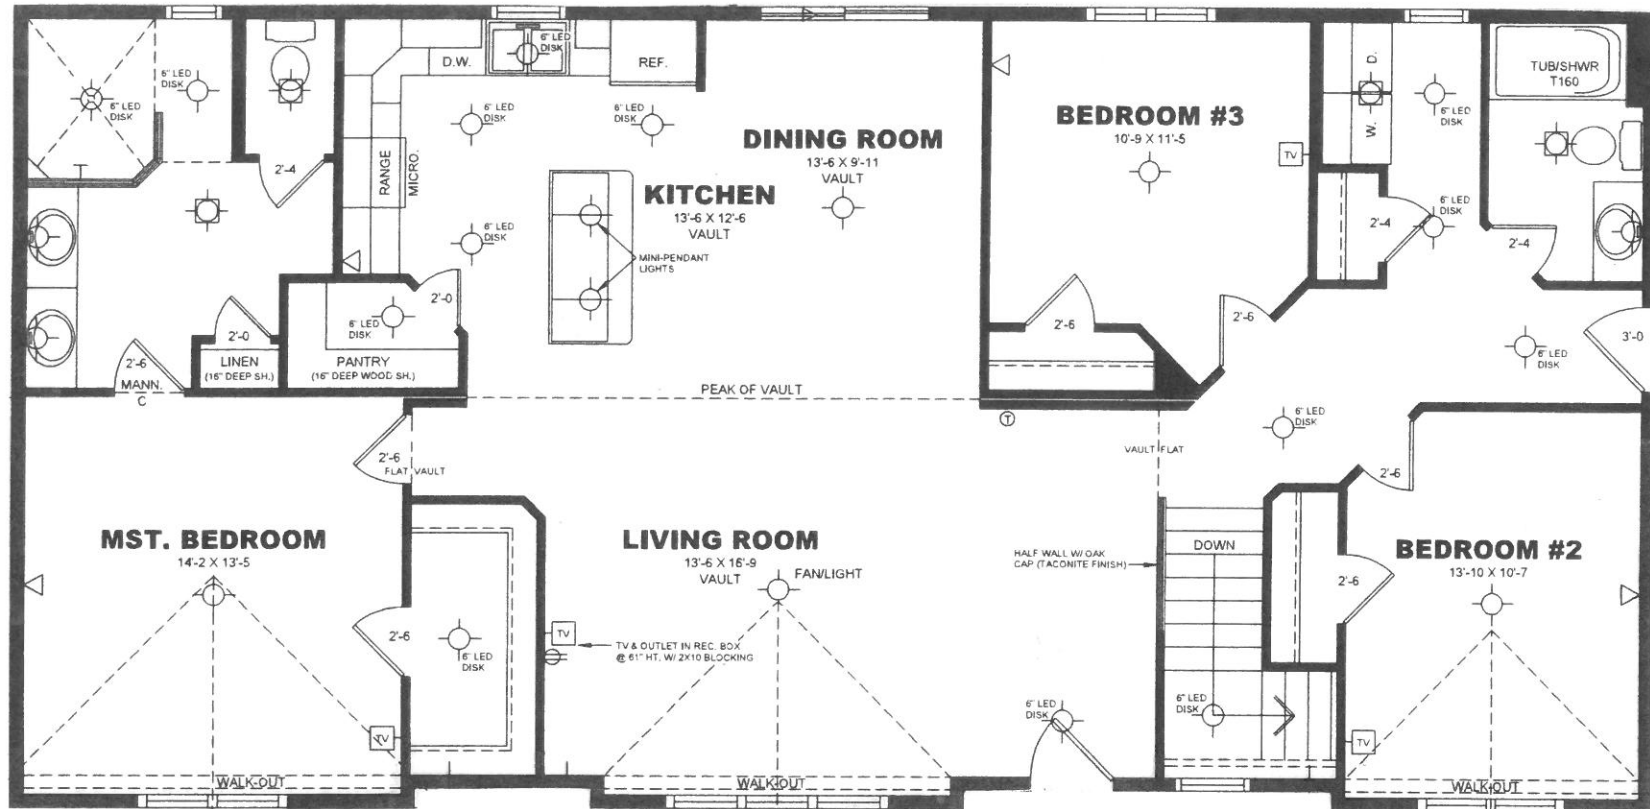 6" LED
DISK
6" LED
DISK
2'-4
2'-0
LINEN
(16" DEEP SH.)
2'-6
MANN.
C
D.W.
6" LED
DISK
REF.
6" LED
DISK
6" LED
DISK
RANGE
MICRO.
6" LED
DISK
KITCHEN
13'-6 X 12'-6
VAULT
MINI-PENDANT
LIGHTS
2'-0
6" LED
DISK
PANTRY
(16" DEEP WOOD SH.)
DINING ROOM
13'-6 X 9'-11
VAULT
PEAK OF VAULT
BEDROOM #3
10'-9 X 11'-5
TV
2'-6
2'-6
D.
W.
6" LED
DISK
6" LED
DISK
2'-4
TUB/SHWR
T160
2'-4
3'-0
6" LED
DISK
T
VAULT FLAT
6" LED
DISK
2'-6
2'-6
FLAT VAULT
MST. BEDROOM
14'-2 X 13'-5
2'-6
6" LED
DISK
TV
WALK-OUT
LIVING ROOM
13'-6 X 16'-9
VAULT
FAN/LIGHT
TV
TV & OUTLET IN REC. BOX
@ 61" HT. W/ 2X10 BLOCKING
WALK-OUT
HALF WALL W/ OAK
CAP (TACONITE FINISH)
6" LED
DISK
DOWN
6" LED
DISK
2'-6
BEDROOM #2
13'-10 X 10'-7
TV
WALK-OUT